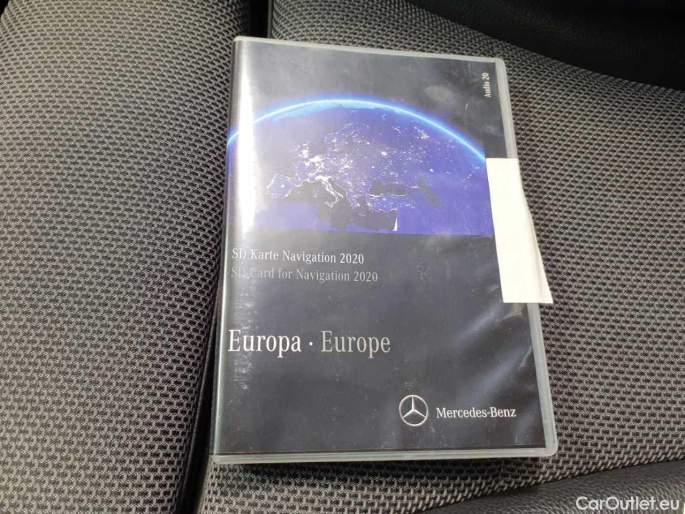 Audio 20
SD Karte Navigation 2020
SD Card for Navigation 2020
Europa · Europe
Mercedes-Benz
CarOutlet.eu